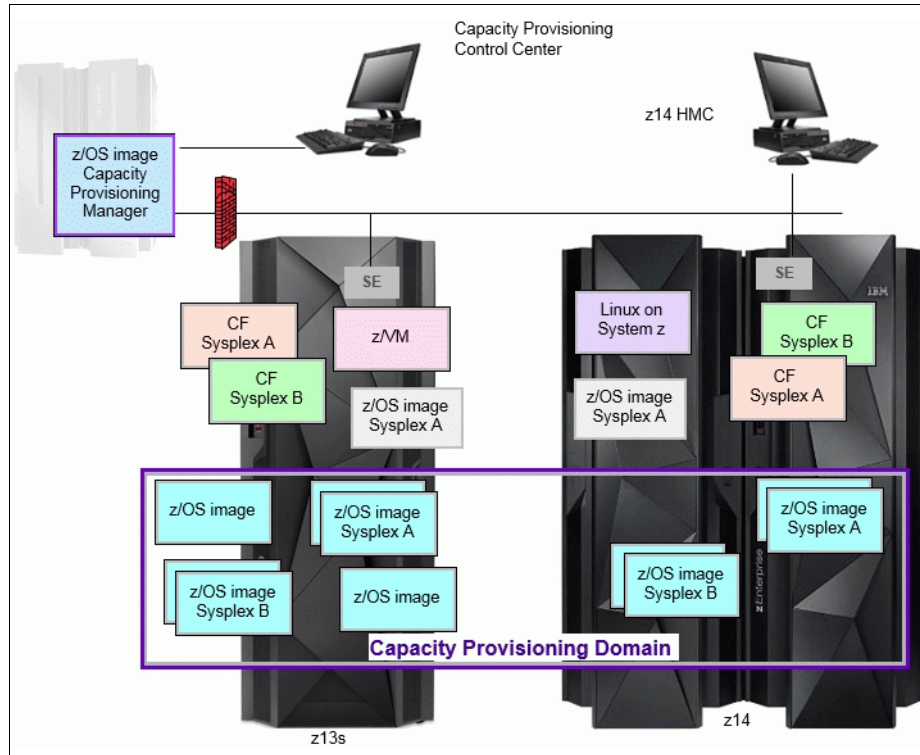 Capacity Provisioning
Control Center
z14 HMC
z/OS image
Capacity
Provisioning
Manager
SE
SE
IBM
CF
Sysplex A
z/VM
CF
Sysplex B
z/OS image
Sysplex A
Linux on
System z
CF
Sysplex B
z/OS image
Sysplex A
CF
Sysplex A
z/OS image
z/OS image
Sysplex A
z/OS image
Sysplex B
z/OS image
z/OS image
Sysplex A
z/OS image
Sysplex B
zEnterprise
Capacity Provisioning Domain
z13s
z14